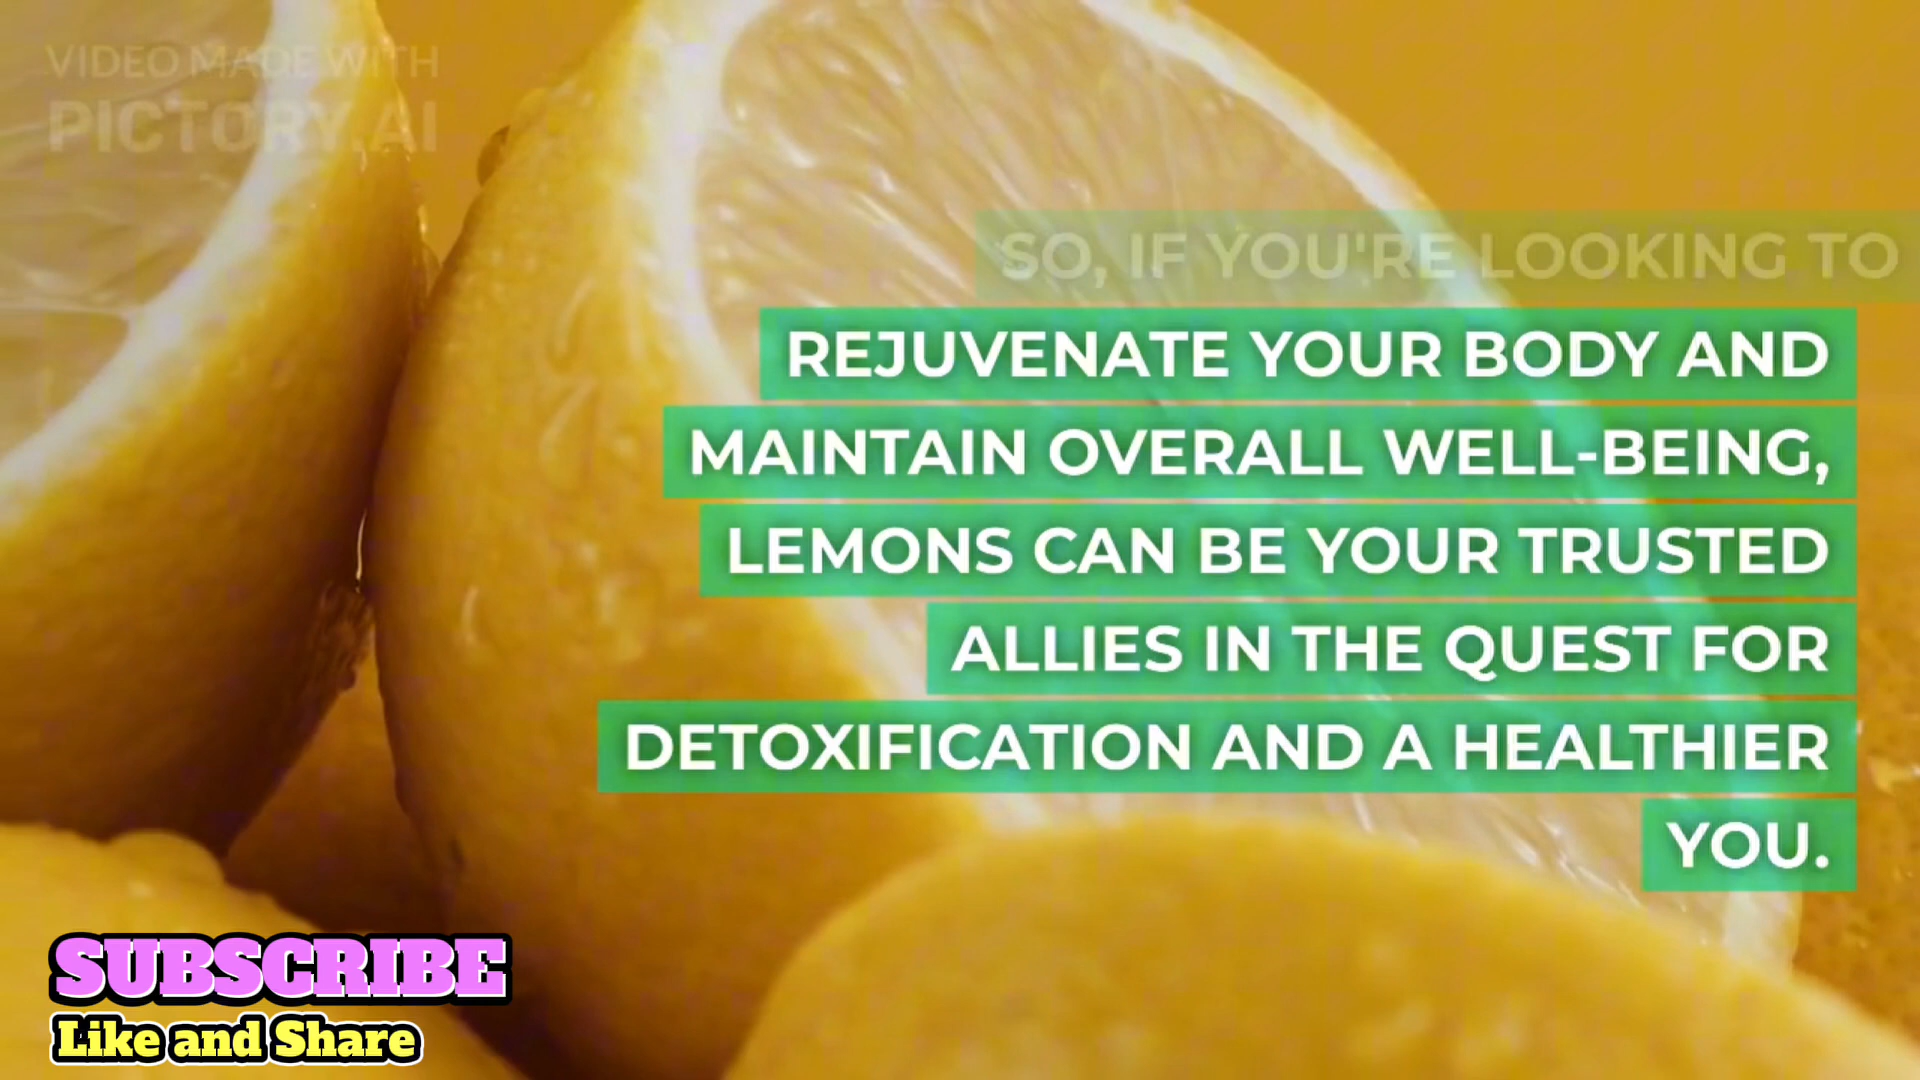 VIDEO MADE WITH
PICTORY.AI
SO, IF YOU'RE LOOKING TO
REJUVENATE YOUR BODY AND
MAINTAIN OVERALL WELL-BEING,
LEMONS CAN BE YOUR TRUSTED
ALLIES IN THE QUEST FOR
DETOXIFICATION AND A HEALTHIER
YOU.
SUBSCRIBE
Like and Share